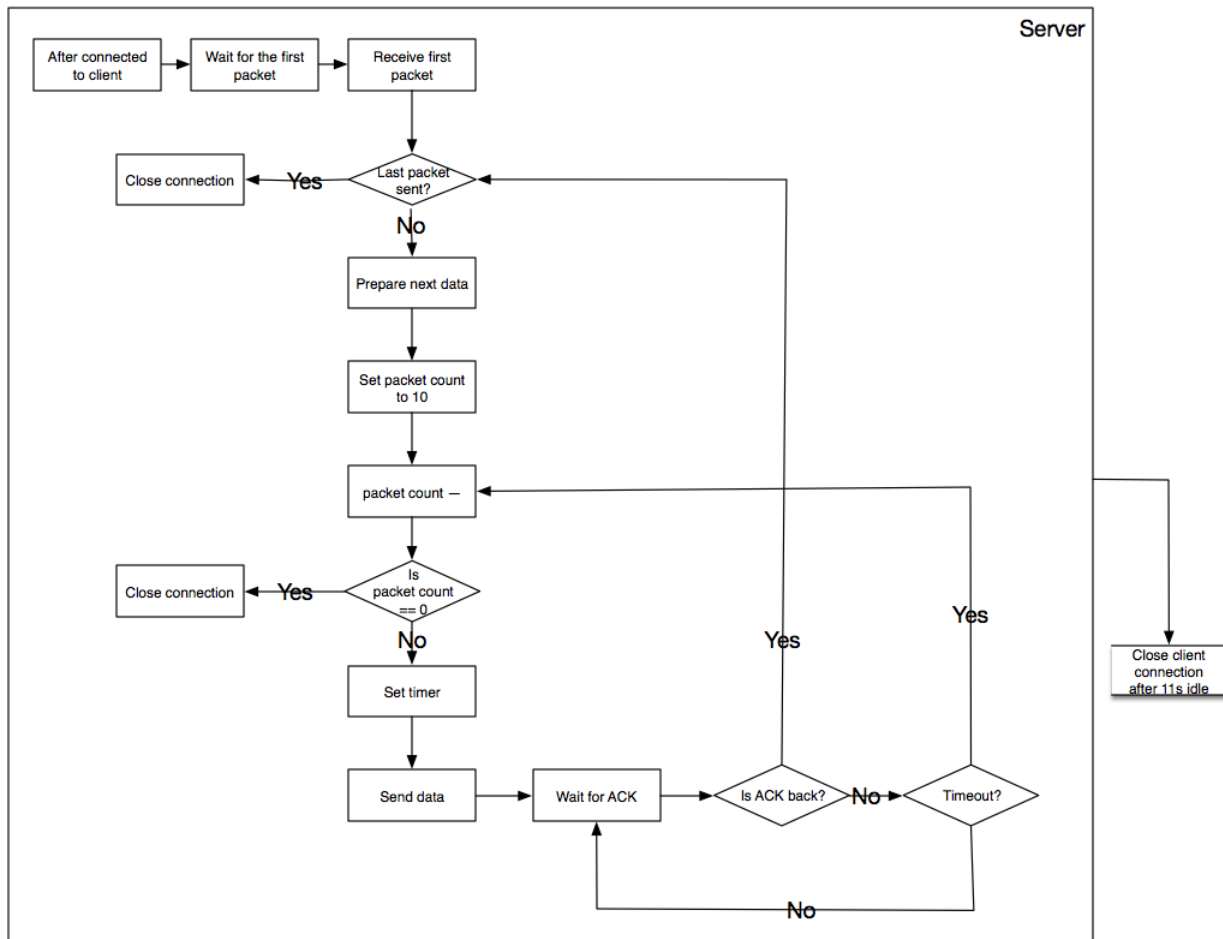 Server
After connected
to client
Wait for the first
packet
Receive first
packet
Close connection
Yes
Last packet
sent?
No
Prepare next data
Set packet count
to 10
packet count —
Close connection
Yes
Is
packet count
== 0
No
Yes
Yes
Close client
connection
after 11s idle
Set timer
Send data
Wait for ACK
Is ACK back?
No
Timeout?
No